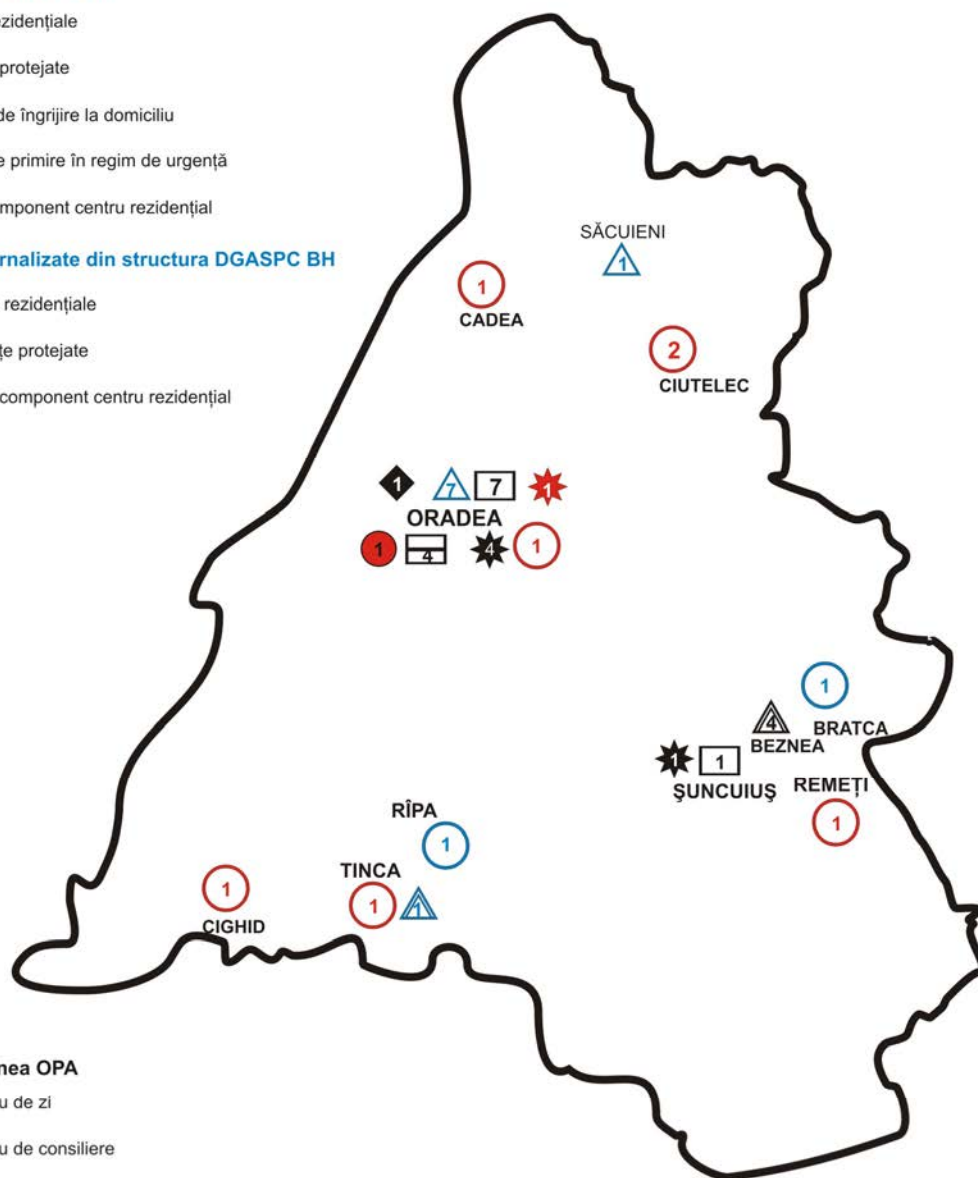 ezidențiale
protejate
de îngrijire la domiciliu
e primire în regim de urgență
omponent centru rezidențial
rnalizate din structura DGASPC BH
rezidențiale
țe protejate
component centru rezidențial
SĂCUIENI
1
1
CADEA
2
CIUTELEC
1 7 7 1
ORADEA
1 4 4 1
1
BRATCA
4
BEZNEA
1 1
ŞUNCUIUŞ
REMEȚI
1
RÎPA
1
TINCA
1 1
1
CIGHID
nea OPA
u de zi
u de consiliere